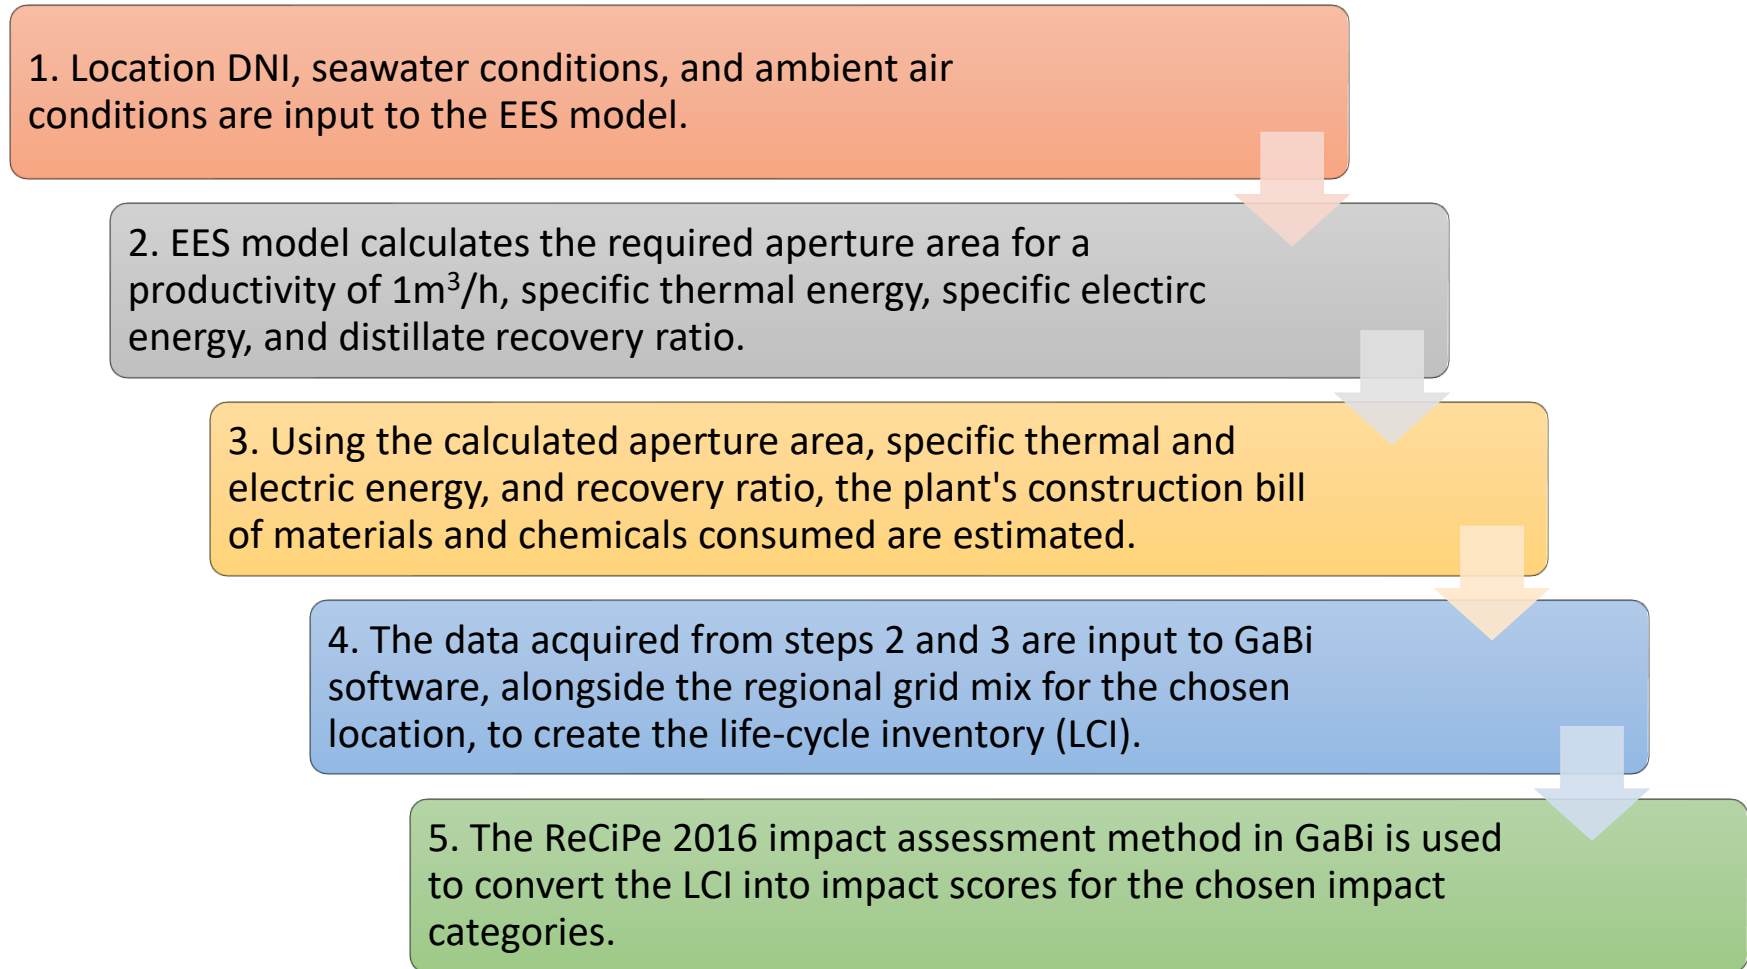 1. Location DNI, seawater conditions, and ambient air
conditions are input to the EES model.
2. EES model calculates the required aperture area for a
productivity of 1m³/h, specific thermal energy, specific electirc
energy, and distillate recovery ratio.
3. Using the calculated aperture area, specific thermal and
electric energy, and recovery ratio, the plant's construction bill
of materials and chemicals consumed are estimated.
4. The data acquired from steps 2 and 3 are input to GaBi
software, alongside the regional grid mix for the chosen
location, to create the life-cycle inventory (LCI).
5. The ReCiPe 2016 impact assessment method in GaBi is used
to convert the LCI into impact scores for the chosen impact
categories.